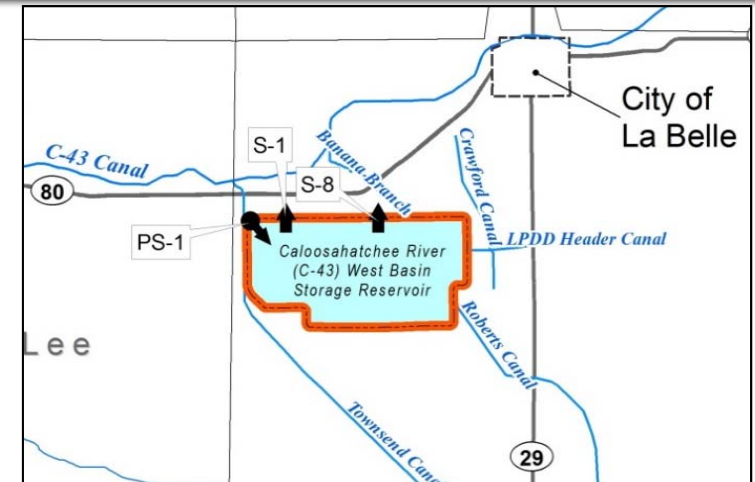 City of
La Belle
C-43 Canal
S-1
Banana Branch
Crawford Canal
80
S-8
PS-1
LPDD Header Canal
Caloosahatchee River
(C-43) West Basin
Storage Reservoir
Lee
Roberts Canal
Townsend Cana
29